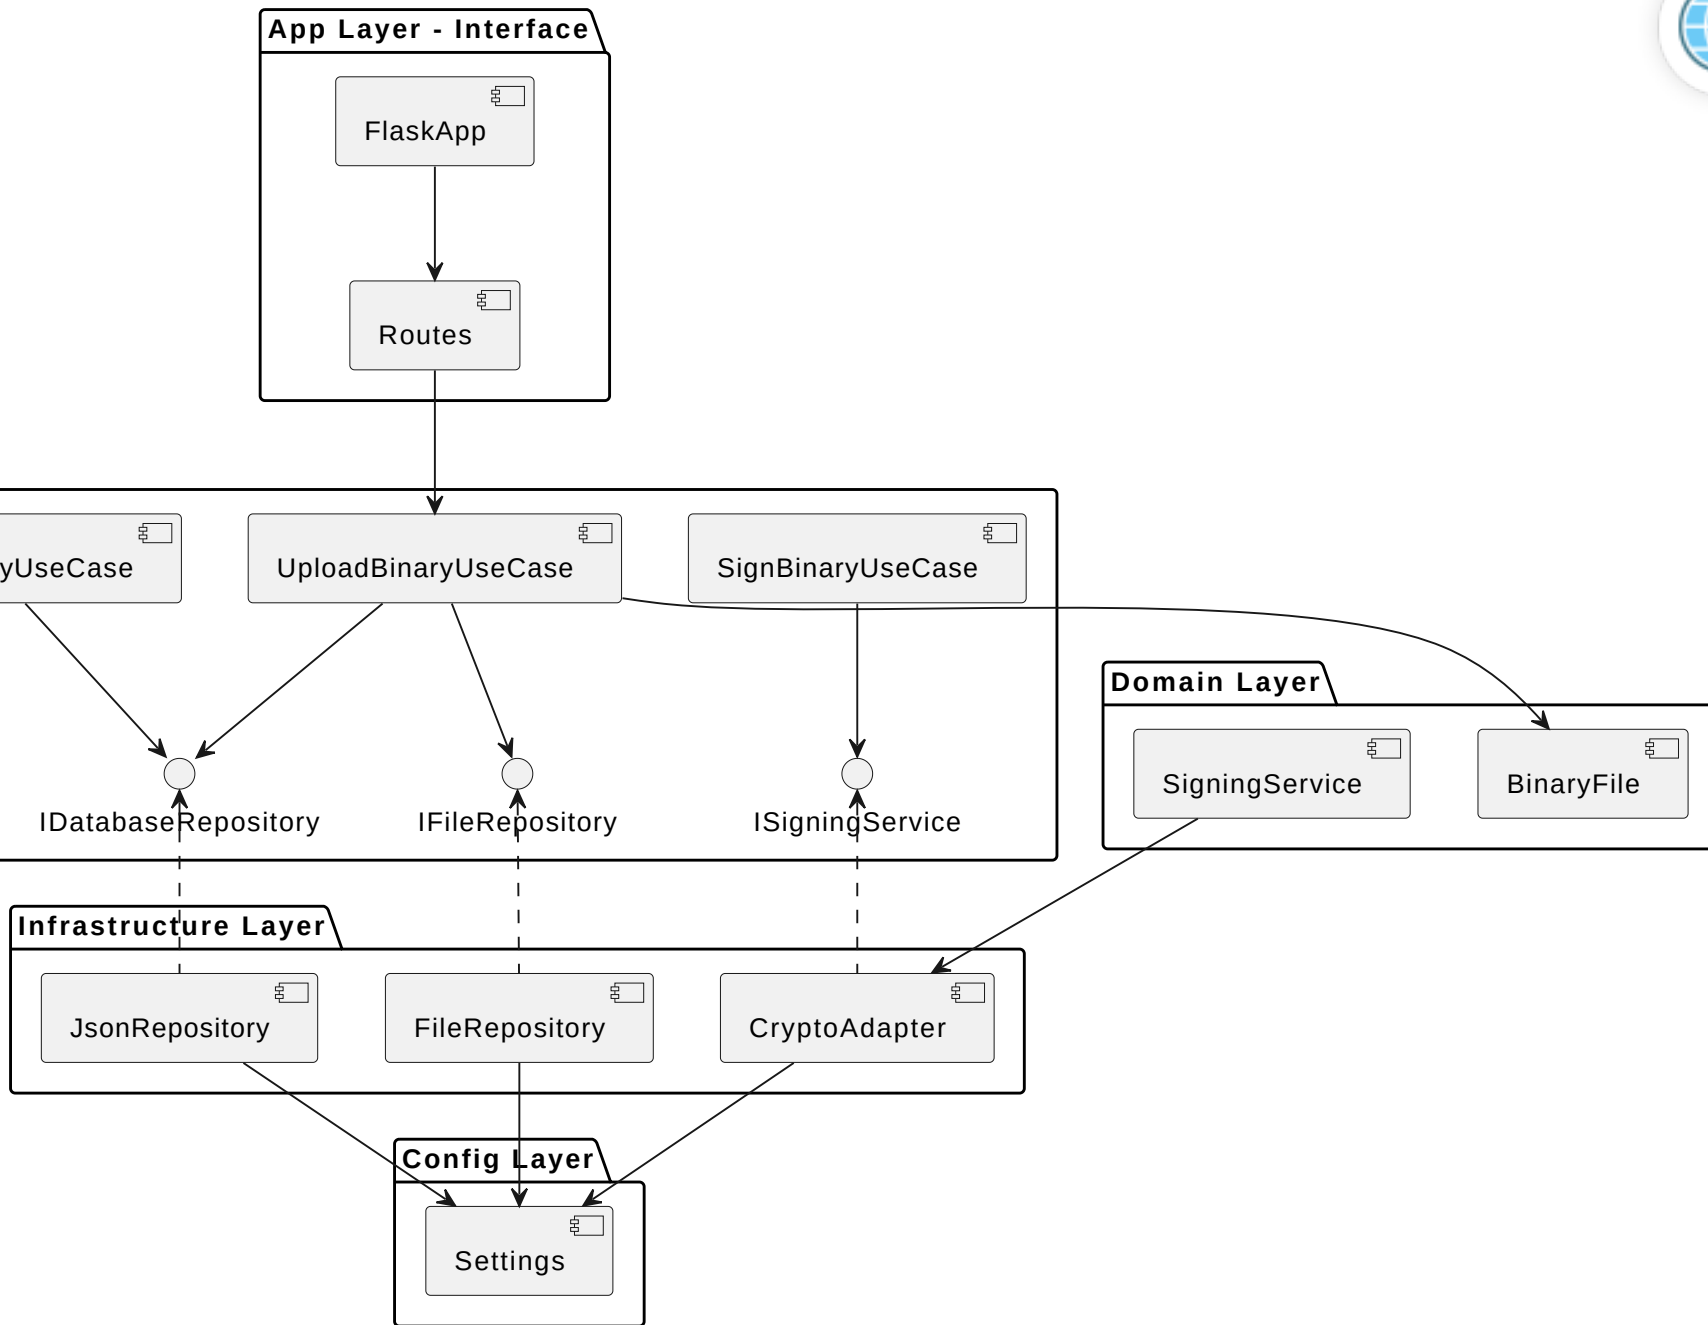 App Layer - Interface
FlaskApp
Routes
yUseCase
UploadBinaryUseCase
SignBinaryUseCase
Domain Layer
SigningService
BinaryFile
IDatabaseRepository
IFileRepository
ISigningService
Infrastructure Layer
JsonRepository
FileRepository
CryptoAdapter
Config Layer
Settings